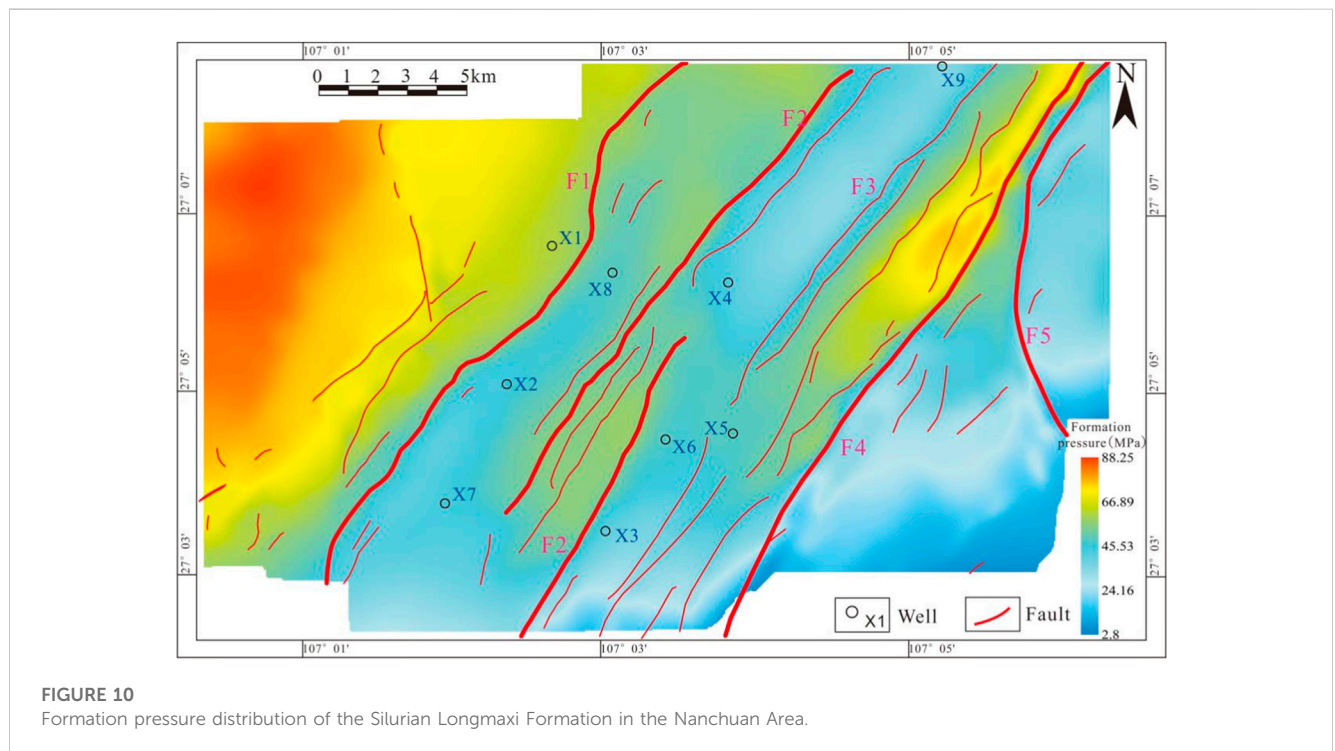 107° 01′ 107° 03′ 107° 05′
0 1 2 3 4 5km
N
X9
F2
27° 07′ F1 F3 27° 07′
X1
X8 X4
F5
27° 05′ X2 27° 05′
X5
X6 F4
Formation
pressure(MPa)
88.25
X7
66.89
F2 X3
45.53
27° 03′ 27° 03′
24.16
X1 Well Fault
2.8
107° 01′ 107° 03′ 107° 05′
FIGURE 10
Formation pressure distribution of the Silurian Longmaxi Formation in the Nanchuan Area.